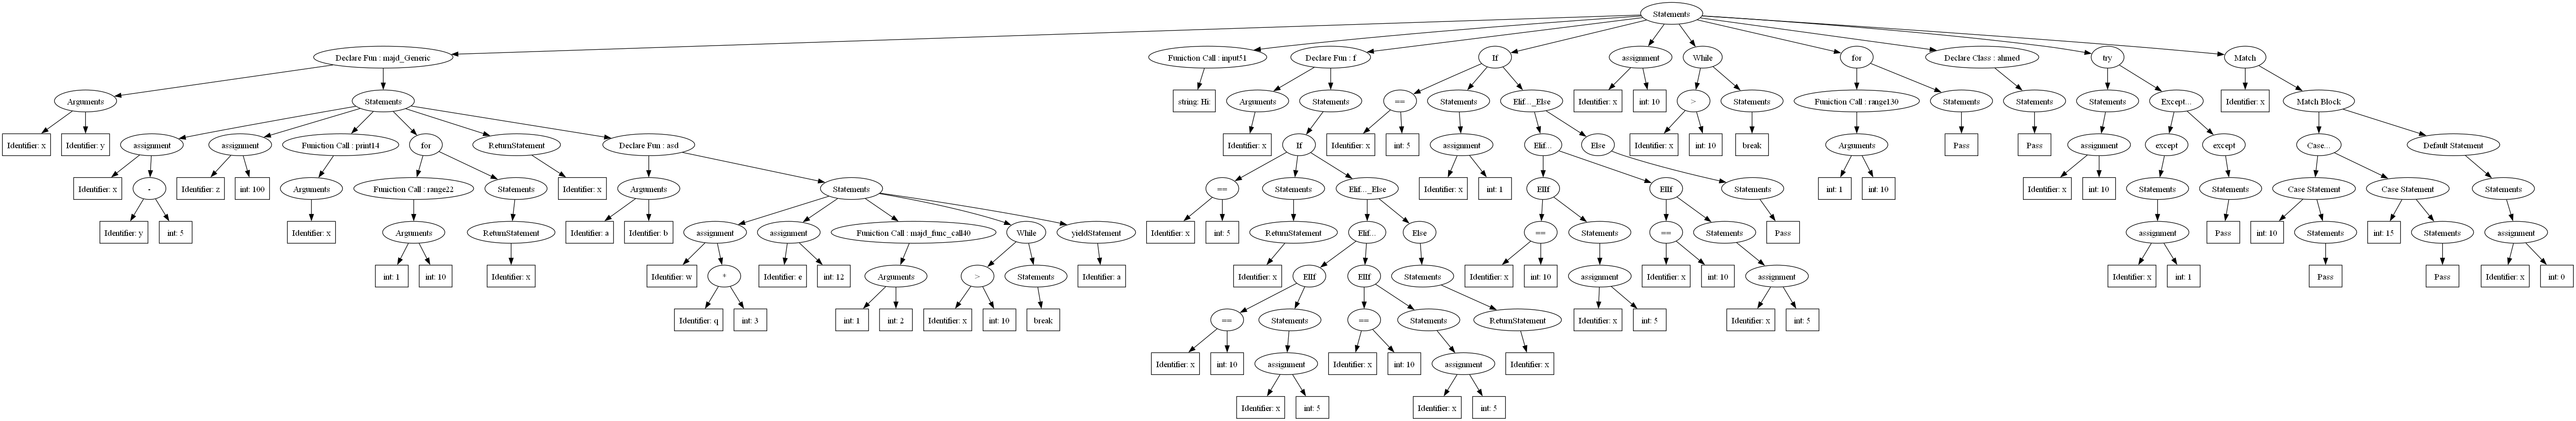 Statements
Declare Fun : majd_Generic
Funiction Call : input51
Declare Fun : f
If
assignment
While
for
Declare Class : ahmed
try
Match
Arguments
Statements
string: Hi
Arguments
Statements
==
Statements
Elif..._Else
Identifier: x
int: 10
>
Statements
Funiction Call : range130
Statements
Statements
Statements
Except...
Identifier: x
Match Block
Identifier: x
Identifier: y
assignment
assignment
Funiction Call : print14
for
ReturnStatement
Declare Fun : asd
Identifier: x
If
Identifier: x
int: 5
assignment
Elif...
Else
Identifier: x
int: 10
break
Arguments
Pass
Pass
assignment
except
except
Case...
Default Statement
Identifier: x
-
Identifier: z
int: 100
Arguments
Funiction Call : range22
Statements
Identifier: x
Arguments
Statements
==
Statements
Elif..._Else
Identifier: x
int: 1
ElIf
ElIf
Statements
int: 1
int: 10
Identifier: x
int: 10
Statements
Statements
Case Statement
Case Statement
Statements
Identifier: y
int: 5
Identifier: x
Arguments
ReturnStatement
Identifier: a
Identifier: b
assignment
assignment
Funiction Call : majd_func_call40
While
yieldStatement
Identifier: x
int: 5
ReturnStatement
Elif...
Else
==
Statements
==
Statements
Pass
assignment
Pass
int: 10
Statements
int: 15
Statements
assignment
int: 1
int: 10
Identifier: x
Identifier: w
*
Identifier: e
int: 12
Arguments
>
Statements
Identifier: a
Identifier: x
ElIf
ElIf
Statements
Identifier: x
int: 10
assignment
Identifier: x
int: 10
assignment
Identifier: x
int: 1
Pass
Pass
Identifier: x
int: 0
Identifier: q
int: 3
int: 1
int: 2
Identifier: x
int: 10
break
==
Statements
==
Statements
ReturnStatement
Identifier: x
int: 5
Identifier: x
int: 5
Identifier: x
int: 10
assignment
Identifier: x
int: 10
assignment
Identifier: x
Identifier: x
int: 5
Identifier: x
int: 5